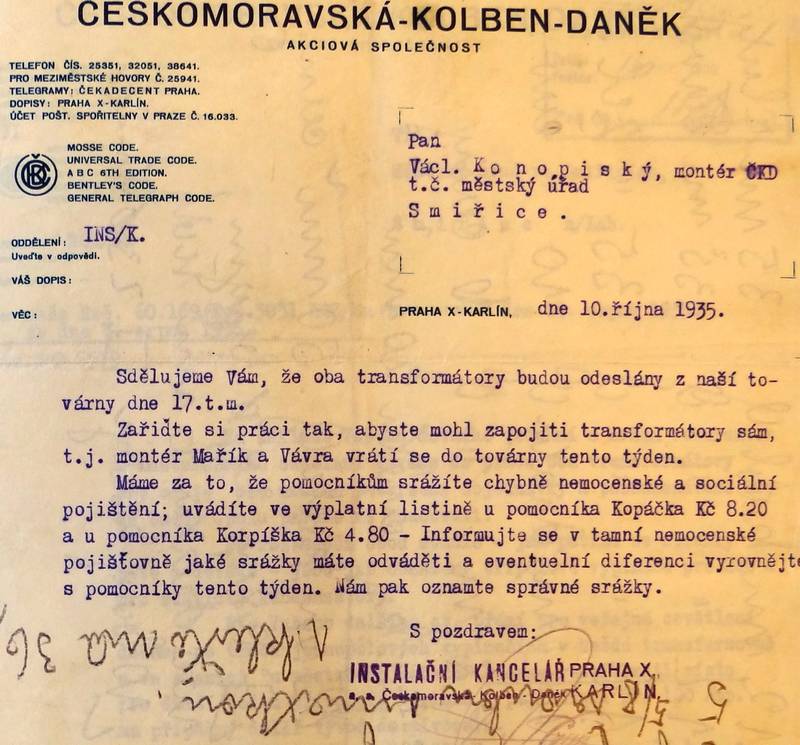 ČESKOMORAVSKÁ-KOLBEN-DANĚK
AKCIOVÁ SPOLEČNOST
TELEFON ČÍS. 25351, 32051, 38641.
PRO MEZIMĚSTSKÉ HOVORY Č. 25941.
TELEGRAMY: ČEKADECENT PRAHA.
DOPISY: PRAHA X-KARLÍN.
ÚČET POŠT. SPOŘITELNY V PRAZE Č. 16.033.
ČKD
MOSSE CODE.
UNIVERSAL TRADE CODE.
A B C 6TH EDITION.
BENTLEY'S CODE.
GENERAL TELEGRAPH CODE.
Pan
Václ. Konopiský, montér ČKD
t.č. městský úřad
Smiřice.
ODDĚLENÍ: INS/K.
Uveďte v odpovědi.
VÁŠ DOPIS:
VĚC:
PRAHA X-KARLÍN, dne 10.října 1935.
Sdělujeme Vám, že oba transformátory budou odeslány z naší to-
várny dne 17.t.m.
Zařiďte si práci tak, abyste mohl zapojiti transformátory sám,
t.j. montér Mařík a Vávra vrátí se do továrny tento týden.
Máme za to, že pomocníkům srážíte chybně nemocenské a sociální
pojištění; uvádíte ve výplatní listině u pomocníka Kopáčka Kč 8.20
a u pomocníka Korpíška Kč 4.80 - Informujte se v tamní nemocenské
pojišťovně jaké srážky máte odváděti a eventuelní diferenci vyrovnějte
s pomocníky tento týden. Nám pak oznamte správné srážky.
S pozdravem:
INSTALAČNÍ KANCELÁŘ PRAHA X,
a. s. Českomoravská-Kolben-Daněk KARLÍN,